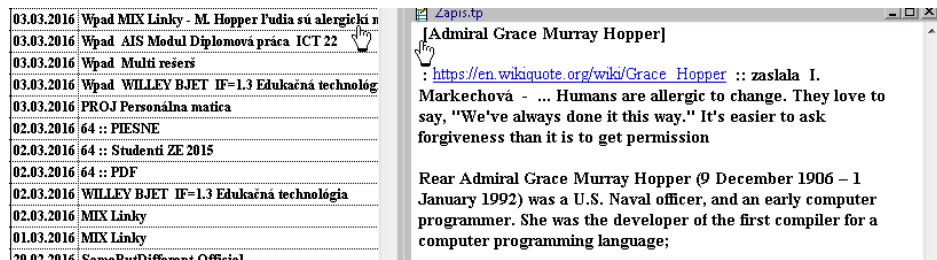 03.03.2016 Wpad MIX Linky - M. Hopper Ľudia sú alergickí
03.03.2016 Wpad AIS Modul Diplomová práca ICT 22
03.03.2016 Wpad Multi rešerš
03.03.2016 Wpad WILLEY BJET IF=1.3 Edukačná technológ
03.03.2016 PROJ Personálna matica
02.03.2016 64 :: PIESNE
02.03.2016 64 :: Studenti ZE 2015
02.03.2016 64 :: PDF
02.03.2016 WILLEY BJET IF=1.3 Edukačná technológia
02.03.2016 MIX Linky
01.03.2016 MIX Linky
29.02.2016 SomeButDifferent Official
Zapis.tp
[Admiral Grace Murray Hopper]
: https://en.wikiquote.org/wiki/Grace_Hopper :: zaslala I.
Markechová - ... Humans are allergic to change. They love to
say, "We've always done it this way." It's easier to ask
forgiveness than it is to get permission
Rear Admiral Grace Murray Hopper (9 December 1906 – 1
January 1992) was a U.S. Naval officer, and an early computer
programmer. She was the developer of the first compiler for a
computer programming language;